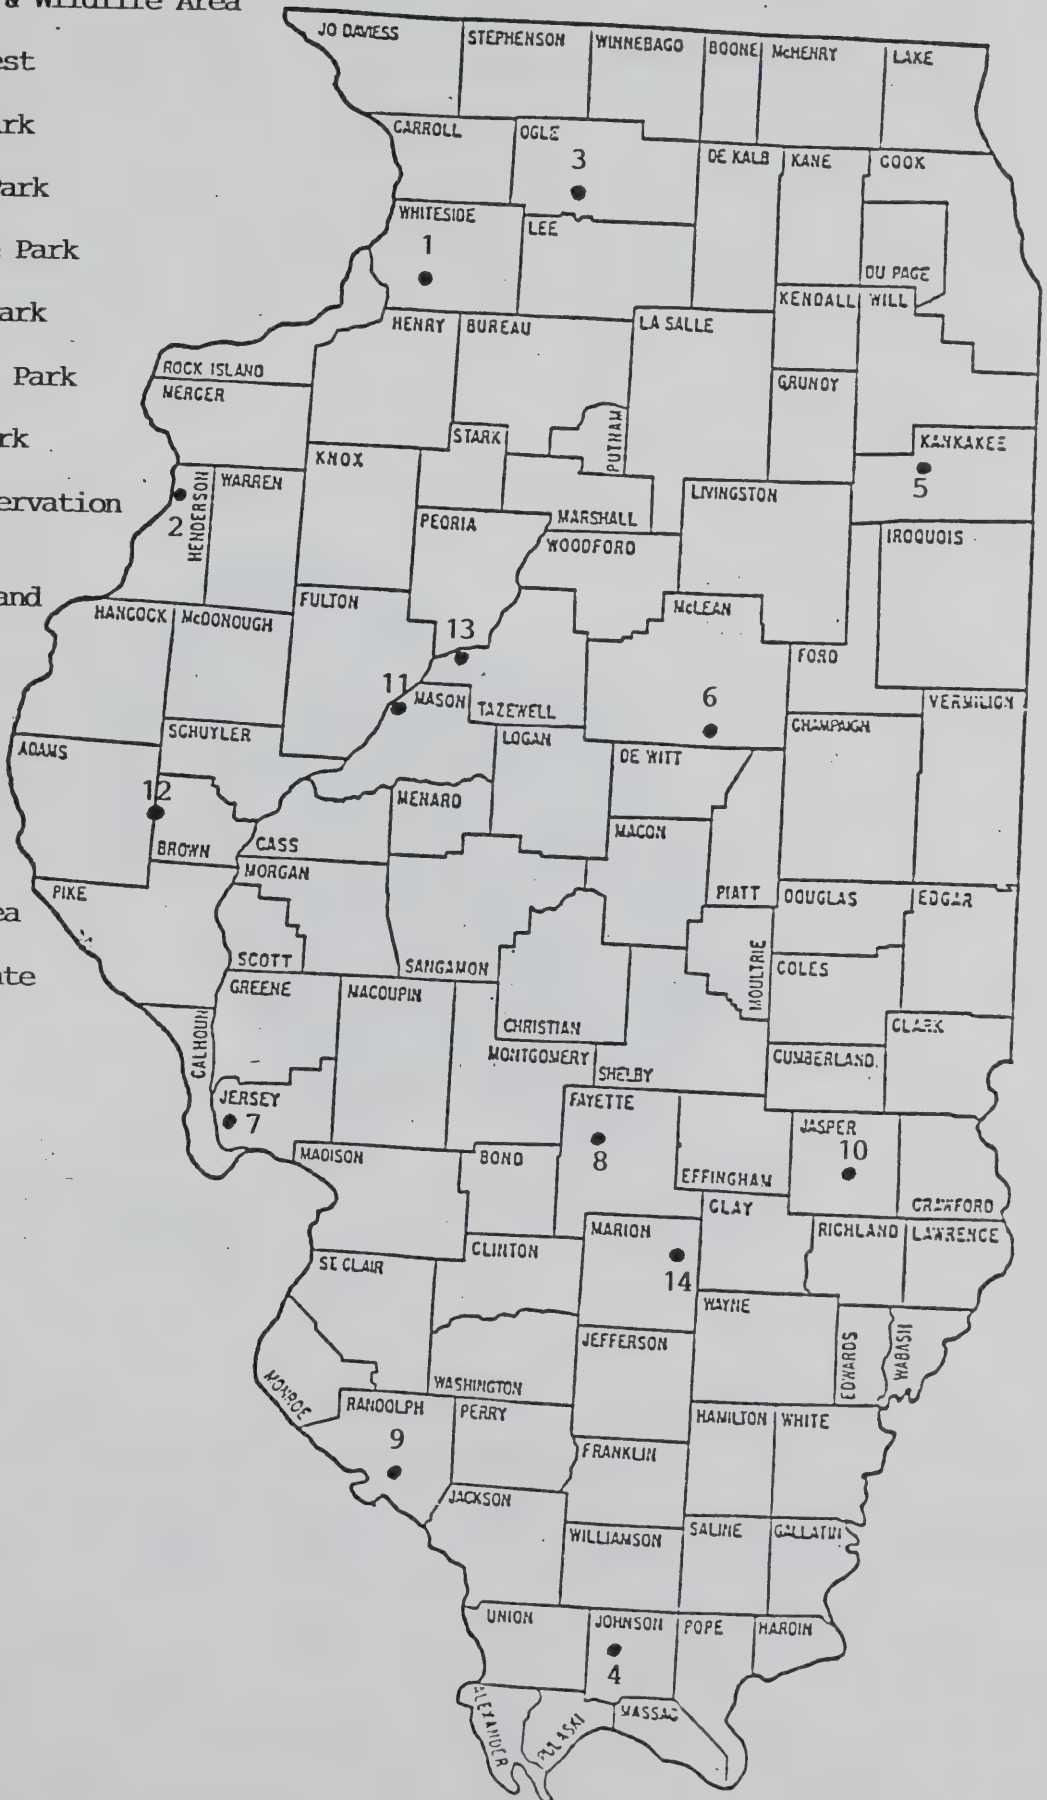 & Wildlife Area
est
ark
Park
Park
ark
Park
rk
ervation
and
ea
ate
JO DAVIESS
STEPHENSON
WINNEBAGO
BOONE
McHENRY
LAKE
CARROLL
OGLE
3
DE KALB
KANE
COOK
WHITESIDE
1
LEE
DU PAGE
KENDALL
WILL
HENRY
BUREAU
LA SALLE
ROCK ISLAND
MERCER
GRUNDY
PUTNAM
STARK
KANKAKEE
5
KNOX
WARREN
HENDERSON
2
LIVINGSTON
PEORIA
MARSHALL
WOODFORD
IROQUOIS
HANCOCK
McDONOUGH
FULTON
McLEAN
13
FORD
11
MASON
TAZEWELL
6
VERMILION
CHAMPAIGN
ADAMS
SCHUYLER
LOGAN
DE WITT
12
MENARD
MACON
BROWN
CASS
MORGAN
PIKE
PIATT
DOUGLAS
EDGAR
SCOTT
SANGAMON
MOULTRIE
COLES
GREENE
MACOUPIN
CHRISTIAN
CLARK
CALHOUN
MONTGOMERY
SHELBY
CUMBERLAND
JERSEY
7
FAYETTE
8
JASPER
10
MADISON
BOND
EFFINGHAM
CRAWFORD
CLAY
MARION
14
RICHLAND
LAWRENCE
CLINTON
ST CLAIR
WAYNE
EDWARDS
WABASH
JEFFERSON
MONROE
WASHINGTON
RANDOLPH
9
PERRY
HAMILTON
WHITE
FRANKLIN
JACKSON
WILLIAMSON
SALINE
GALLATIN
UNION
JOHNSON
4
POPE
HARDIN
ALEXANDER
PULASKI
MASSAC